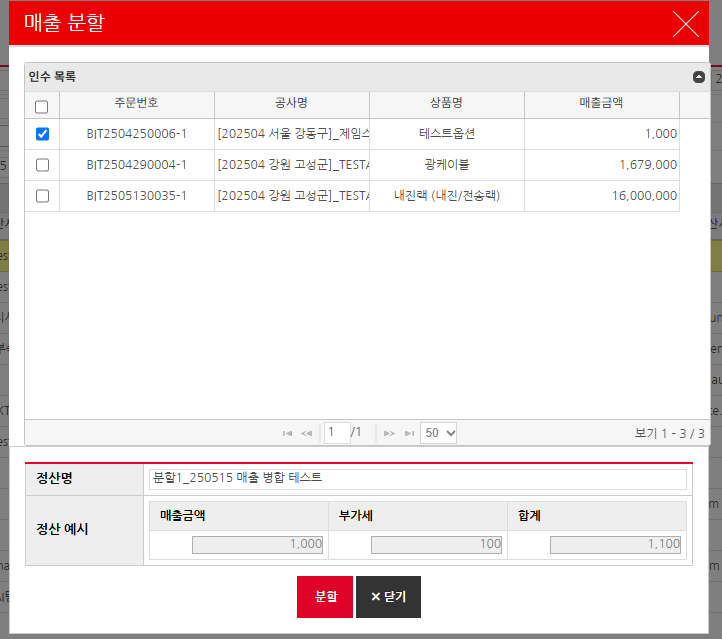 매출 분할
인수 목록
주문번호 공사명 상품명 매출금액
BIT2504250006-1 [202504 서울 강동구]_제임스 테스트옵션 1,000
BIT2504290004-1 [202504 강원 고성군]_TESTA 광케이블 1,679,000
BIT2505130035-1 [202504 강원 고성군]_TESTA 내진랙 (내진/전송랙) 16,000,000
1 /1 50 보기 1 - 3 / 3
정산명 분할1_250515 매출 병합 테스트
정산 예시 매출금액 부가세 합계
1,000 100 1,100
분할 × 닫기